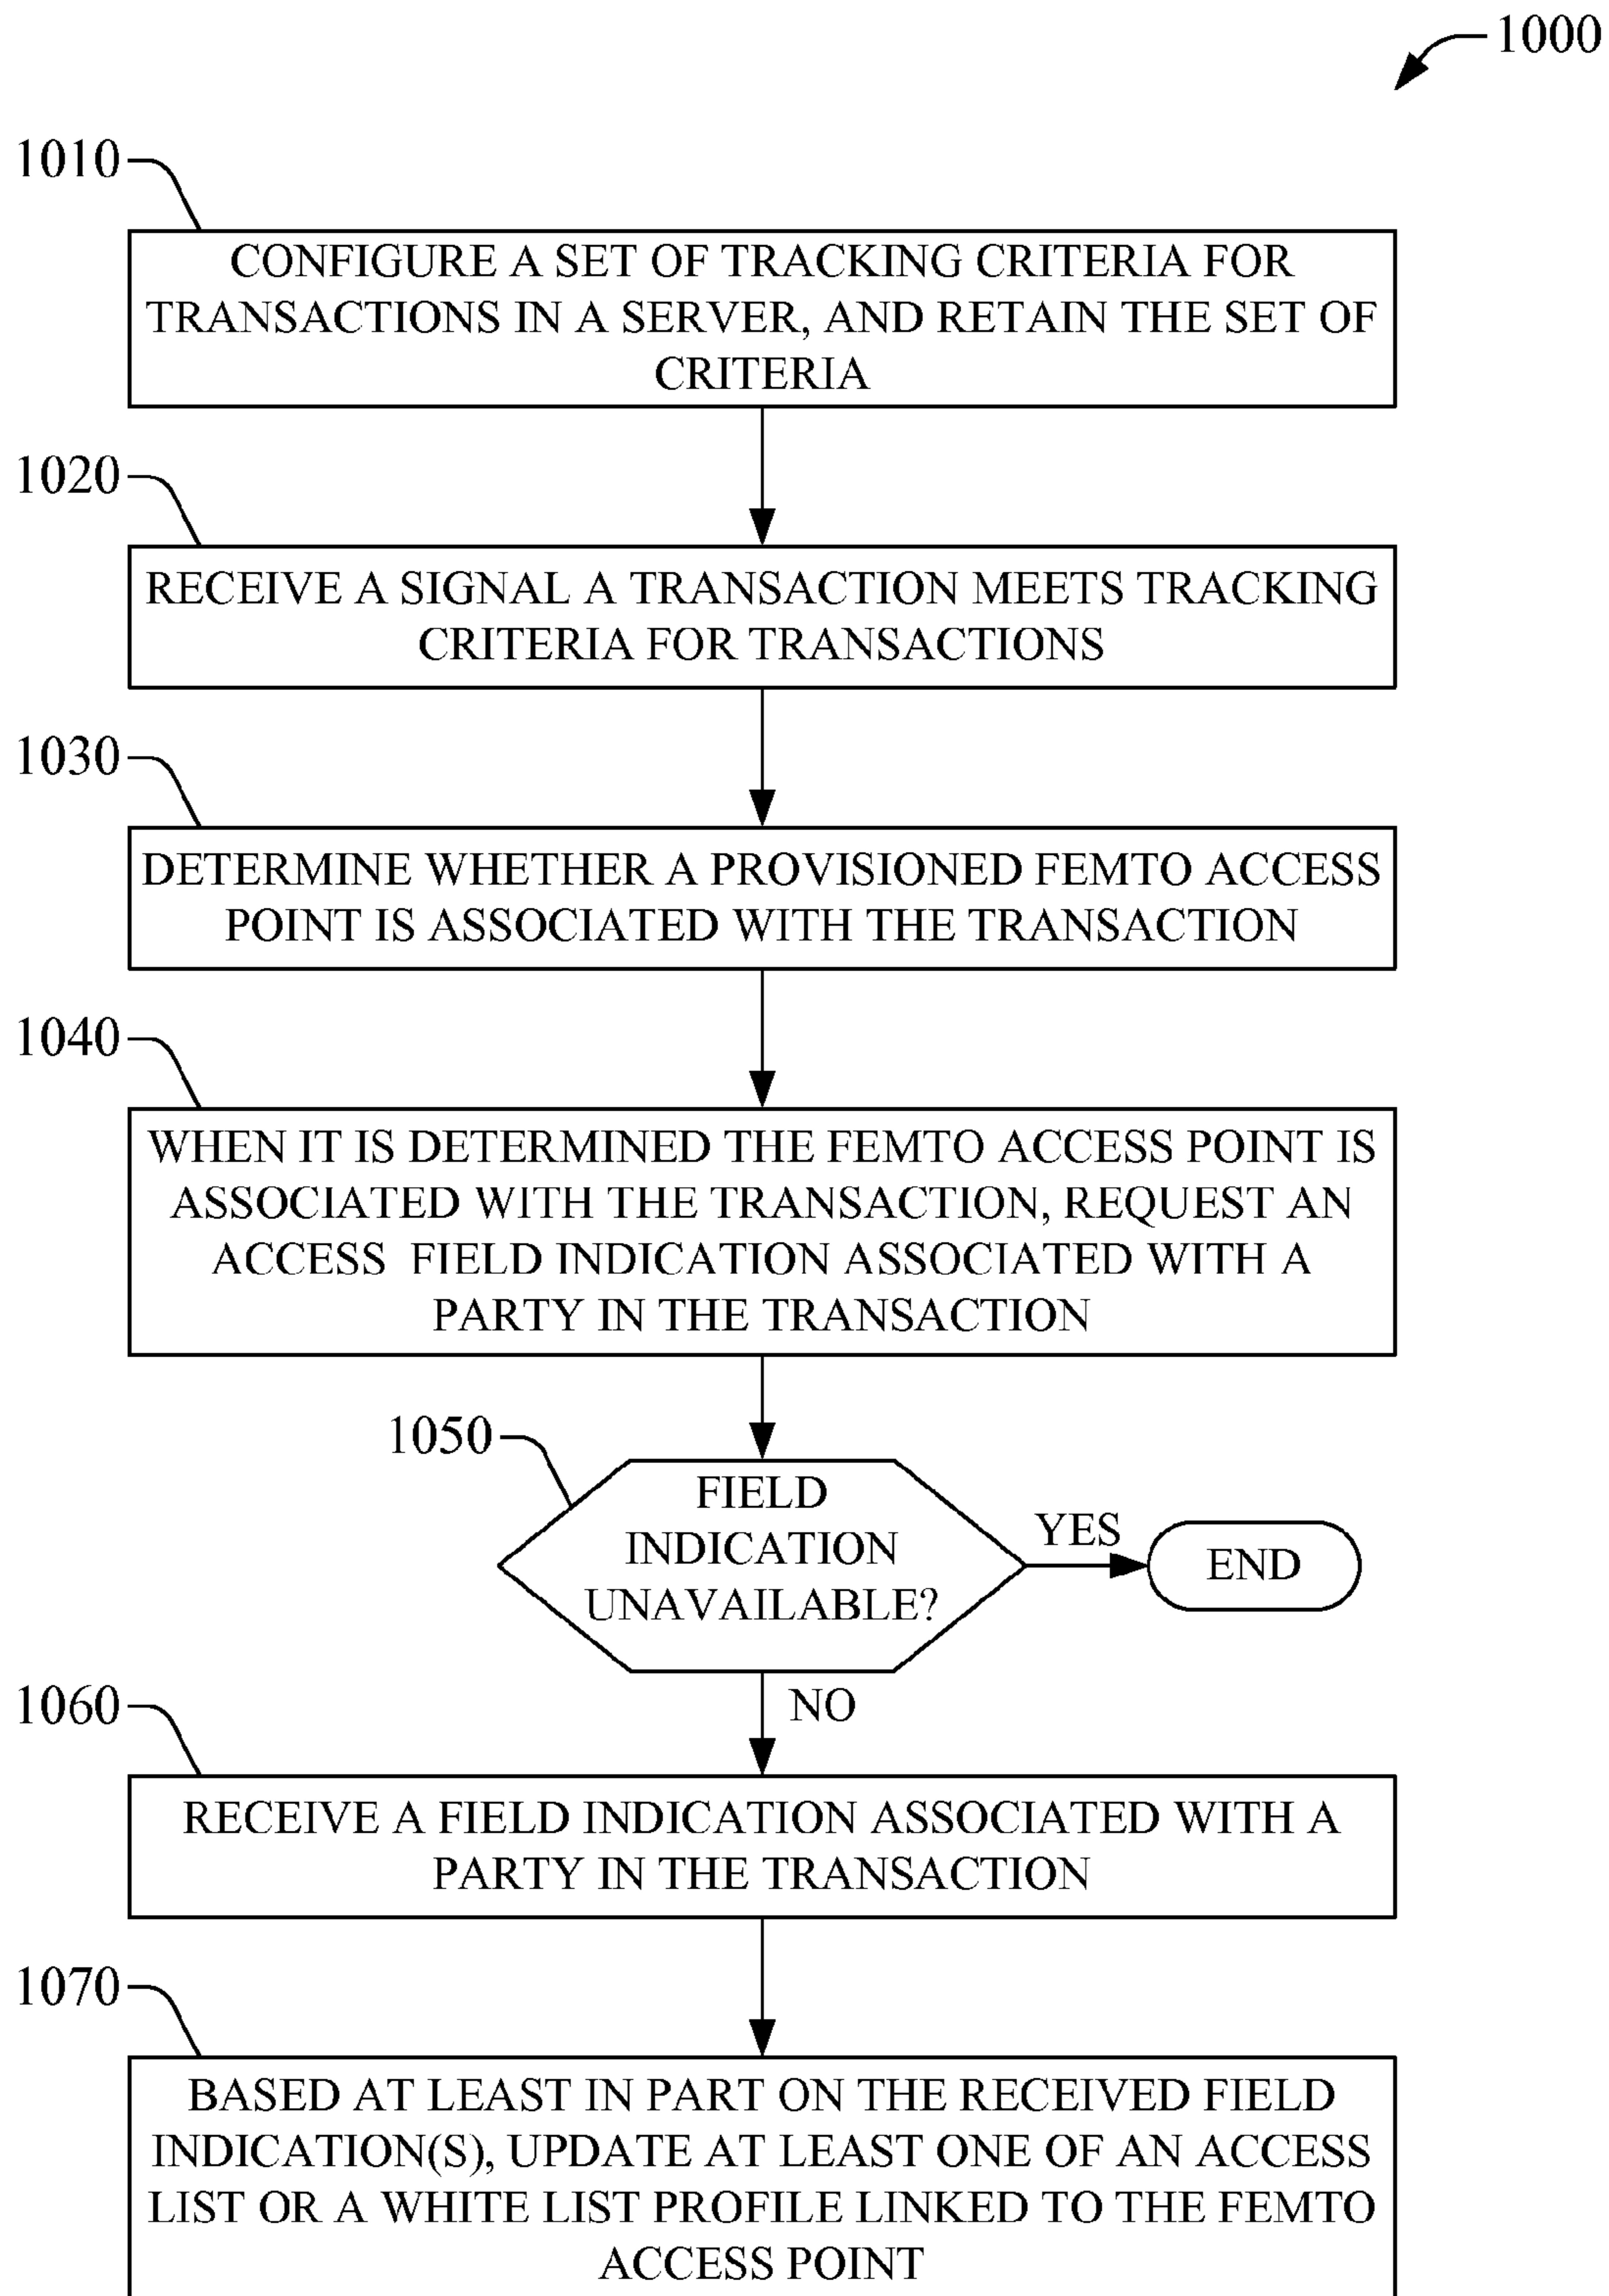 1000
1010
CONFIGURE A SET OF TRACKING CRITERIA FOR
TRANSACTIONS IN A SERVER, AND RETAIN THE SET OF
CRITERIA
1020
RECEIVE A SIGNAL A TRANSACTION MEETS TRACKING
CRITERIA FOR TRANSACTIONS
1030
DETERMINE WHETHER A PROVISIONED FEMTO ACCESS
POINT IS ASSOCIATED WITH THE TRANSACTION
1040
WHEN IT IS DETERMINED THE FEMTO ACCESS POINT IS
ASSOCIATED WITH THE TRANSACTION, REQUEST AN
ACCESS FIELD INDICATION ASSOCIATED WITH A
PARTY IN THE TRANSACTION
1050
FIELD
INDICATION
UNAVAILABLE?
YES
END
NO
1060
RECEIVE A FIELD INDICATION ASSOCIATED WITH A
PARTY IN THE TRANSACTION
1070
BASED AT LEAST IN PART ON THE RECEIVED FIELD
INDICATION(S), UPDATE AT LEAST ONE OF AN ACCESS
LIST OR A WHITE LIST PROFILE LINKED TO THE FEMTO
ACCESS POINT